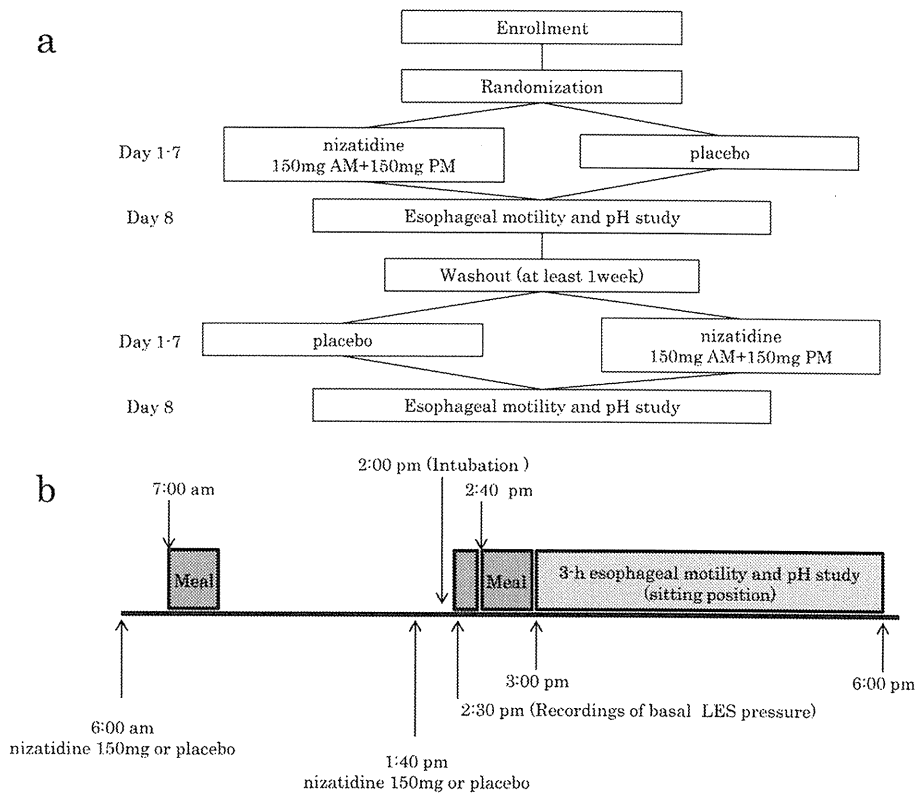 a
Enrollment
Randomization
Day 1-7
nizatidine
150mg AM+150mg PM
placebo
Day 8
Esophageal motility and pH study
Washout (at least 1week)
Day 1-7
placebo
nizatidine
150mg AM+150mg PM
Day 8
Esophageal motility and pH study
b
2:00 pm (Intubation )
7:00 am
2:40 pm
Meal
Meal
3-h esophageal motility and pH study
(sitting position)
3:00 pm
6:00 pm
2:30 pm (Recordings of basal LES pressure)
6:00 am
nizatidine 150mg or placebo
1:40 pm
nizatidine 150mg or placebo